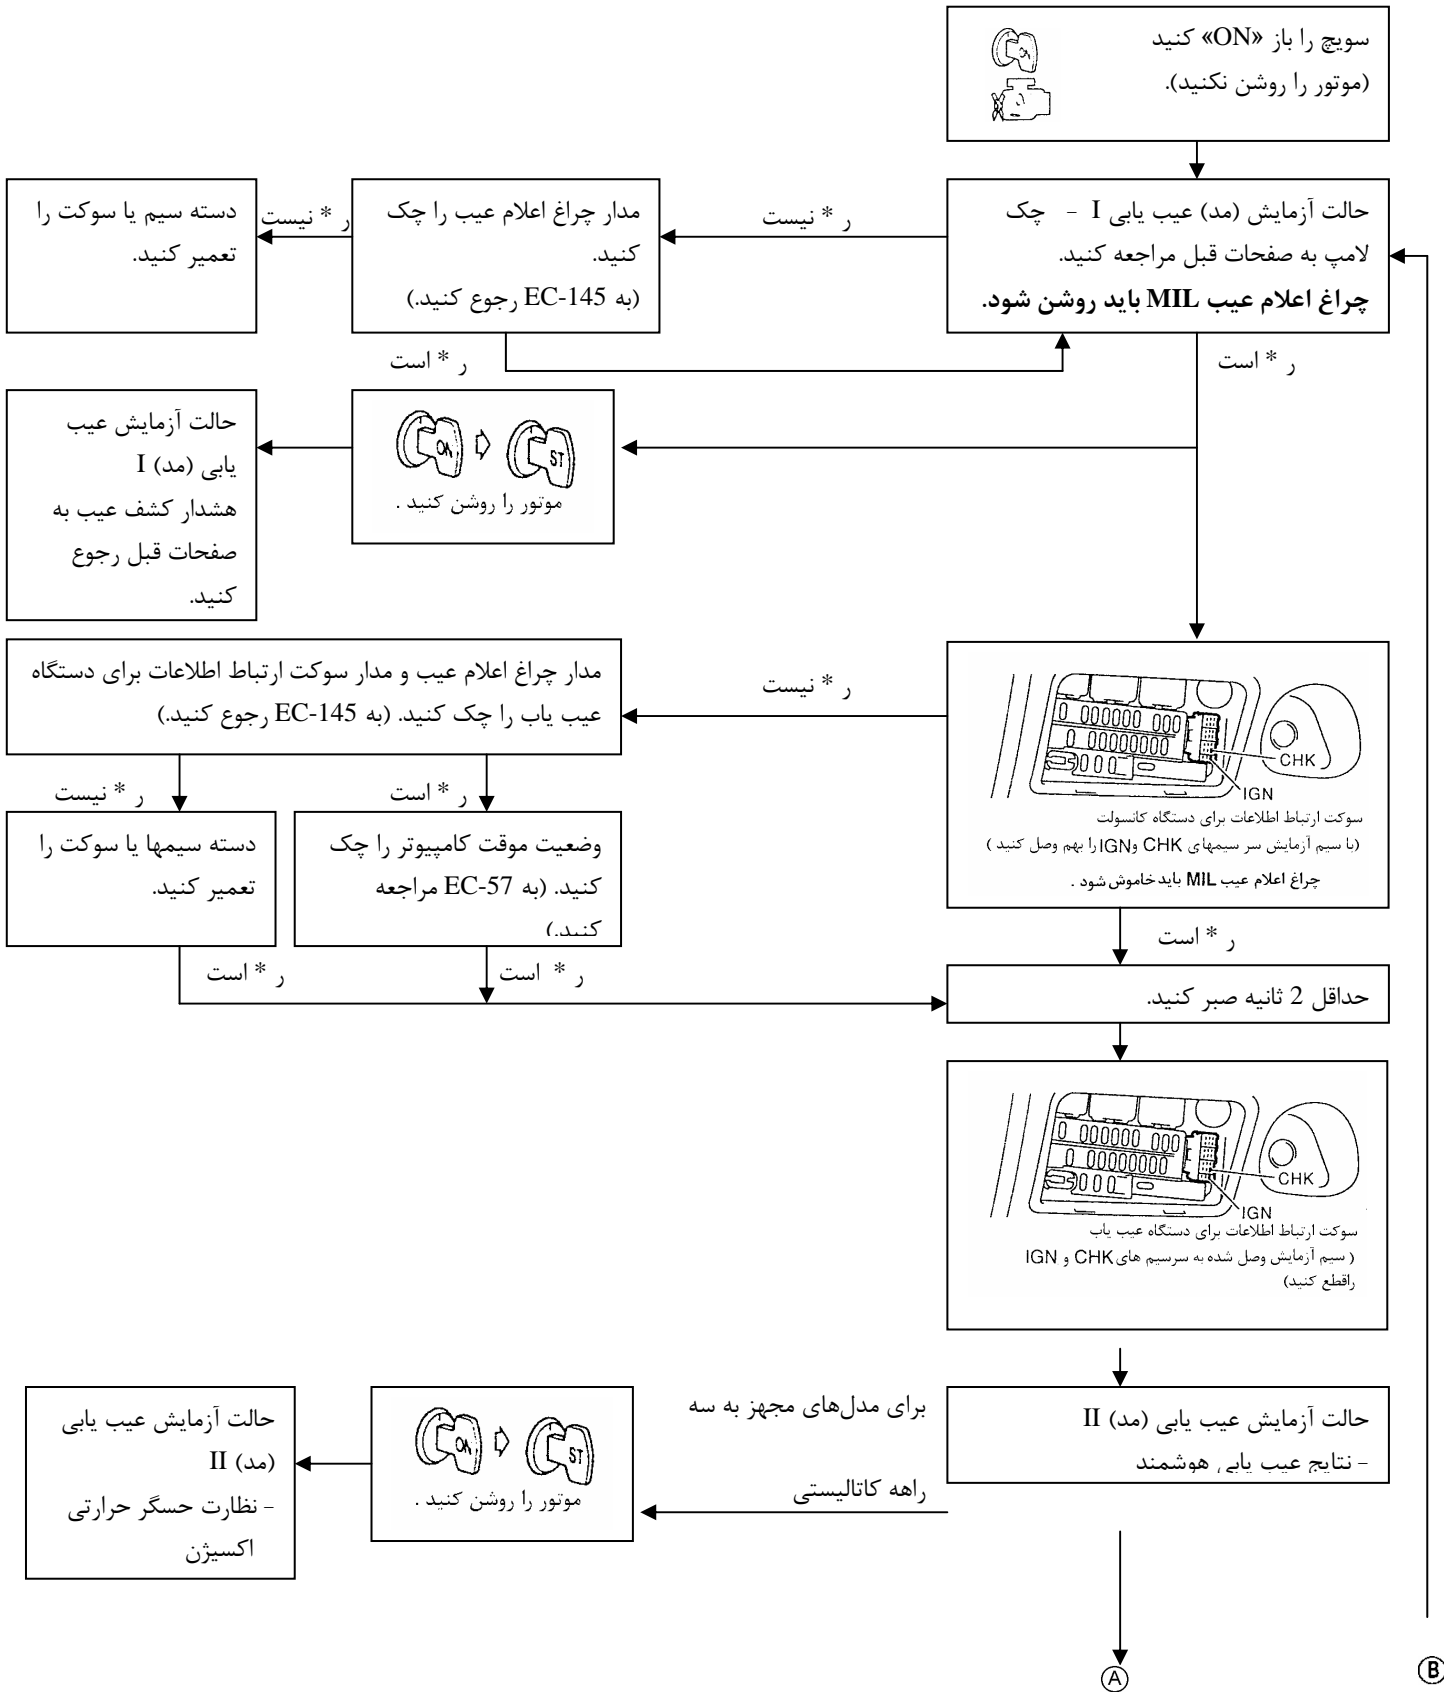 سویچ را باز «ON» کنید
(موتور را روشن نکنید).
حالت آزمایش (مد) عیب یابی I - چک
لامپ به صفحات قبل مراجعه کنید.
چراغ اعلام عیب MIL باید روشن شود.
ر * نیست
مدار چراغ اعلام عیب را چک
کنید.
(به EC-145 رجوع کنید.)
ر * نیست
دسته سیم یا سوکت را
تعمیر کنید.
ر * است
ر * است
ON
ST
موتور را روشن کنید .
حالت آزمایش عیب
یابی (مد) I
هشدار کشف عیب به
صفحات قبل رجوع
کنید.
CHK
IGN
سوکت ارتباط اطلاعات برای دستگاه کانسولت
(با سیم آزمایش سر سیمهای CHK وIGN را بهم وصل کنید )
چراغ اعلام عیب MIL باید خاموش شود .
ر * نیست
مدار چراغ اعلام عیب و مدار سوکت ارتباط اطلاعات برای دستگاه
عیب یاب را چک کنید. (به EC-145 رجوع کنید.)
ر * است
ر * نیست
وضعیت موقت کامپیوتر را چک
کنید. (به EC-57 مراجعه
کنید.)
دسته سیمها یا سوکت را
تعمیر کنید.
ر * است
ر * است
ر * است
حداقل 2 ثانیه صبر کنید.
CHK
IGN
سوکت ارتباط اطلاعات برای دستگاه عیب یاب
( سیم آزمایش وصل شده به سرسیم های CHK و IGN
راقطع کنید)
حالت آزمایش عیب یابی (مد) II
- نتایج عیب یابی هوشمند
برای مدل‌های مجهز به سه
راهه کاتالیستی
ON
ST
موتور را روشن کنید .
حالت آزمایش عیب یابی
(مد) II
- نظارت حسگر حرارتی
اکسیژن
A
B